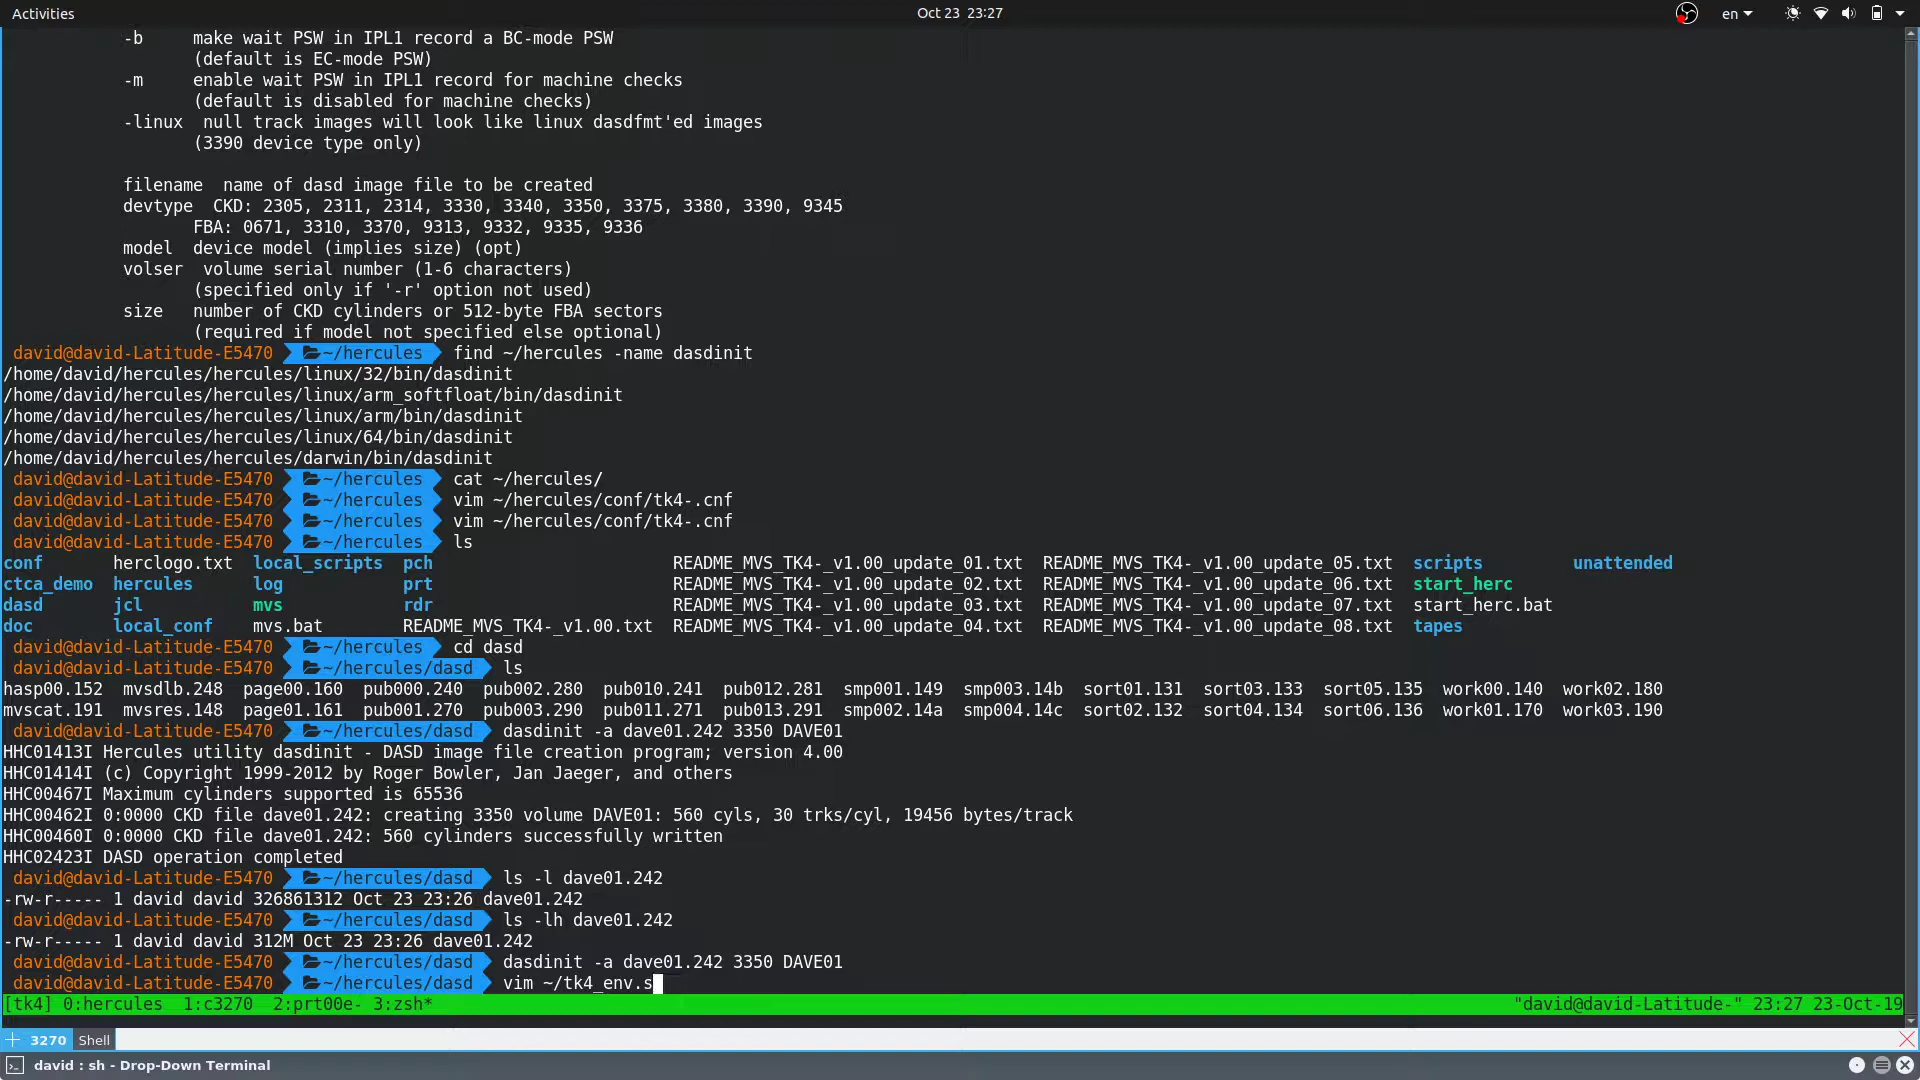 Activities
Oct 23 23:27
en
-b make wait PSW in IPL1 record a BC-mode PSW
(default is EC-mode PSW)
-m enable wait PSW in IPL1 record for machine checks
(default is disabled for machine checks)
-linux null track images will look like linux dasdfmt'ed images
(3390 device type only)
filename name of dasd image file to be created
devtype CKD: 2305, 2311, 2314, 3330, 3340, 3350, 3375, 3380, 3390, 9345
FBA: 0671, 3310, 3370, 9313, 9332, 9335, 9336
model device model (implies size) (opt)
volser volume serial number (1-6 characters)
(specified only if '-r' option not used)
size number of CKD cylinders or 512-byte FBA sectors
(required if model not specified else optional)
david@david-Latitude-E5470 ~/hercules find ~/hercules -name dasdinit
/home/david/hercules/hercules/linux/32/bin/dasdinit
/home/david/hercules/hercules/linux/arm_softfloat/bin/dasdinit
/home/david/hercules/hercules/linux/arm/bin/dasdinit
/home/david/hercules/hercules/linux/64/bin/dasdinit
/home/david/hercules/hercules/darwin/bin/dasdinit
david@david-Latitude-E5470 ~/hercules cat ~/hercules/
david@david-Latitude-E5470 ~/hercules vim ~/hercules/conf/tk4-.cnf
david@david-Latitude-E5470 ~/hercules vim ~/hercules/conf/tk4-.cnf
david@david-Latitude-E5470 ~/hercules ls
conf herclogo.txt local_scripts pch README_MVS_TK4-_v1.00_update_01.txt README_MVS_TK4-_v1.00_update_05.txt scripts unattended
ctca_demo hercules log prt README_MVS_TK4-_v1.00_update_02.txt README_MVS_TK4-_v1.00_update_06.txt start_herc
dasd jcl mvs rdr README_MVS_TK4-_v1.00_update_03.txt README_MVS_TK4-_v1.00_update_07.txt start_herc.bat
doc local_conf mvs.bat README_MVS_TK4-_v1.00.txt README_MVS_TK4-_v1.00_update_04.txt README_MVS_TK4-_v1.00_update_08.txt tapes
david@david-Latitude-E5470 ~/hercules cd dasd
david@david-Latitude-E5470 ~/hercules/dasd ls
hasp00.152 mvsdlb.248 page00.160 pub000.240 pub002.280 pub010.241 pub012.281 smp001.149 smp003.14b sort01.131 sort03.133 sort05.135 work00.140 work02.180
mvscat.191 mvsres.148 page01.161 pub001.270 pub003.290 pub011.271 pub013.291 smp002.14a smp004.14c sort02.132 sort04.134 sort06.136 work01.170 work03.190
david@david-Latitude-E5470 ~/hercules/dasd dasdinit -a dave01.242 3350 DAVE01
HHC01413I Hercules utility dasdinit - DASD image file creation program; version 4.00
HHC01414I (c) Copyright 1999-2012 by Roger Bowler, Jan Jaeger, and others
HHC00467I Maximum cylinders supported is 65536
HHC00462I 0:0000 CKD file dave01.242: creating 3350 volume DAVE01: 560 cyls, 30 trks/cyl, 19456 bytes/track
HHC00460I 0:0000 CKD file dave01.242: 560 cylinders successfully written
HHC02423I DASD operation completed
david@david-Latitude-E5470 ~/hercules/dasd ls -l dave01.242
-rw-r----- 1 david david 326861312 Oct 23 23:26 dave01.242
david@david-Latitude-E5470 ~/hercules/dasd ls -lh dave01.242
-rw-r----- 1 david david 312M Oct 23 23:26 dave01.242
david@david-Latitude-E5470 ~/hercules/dasd dasdinit -a dave01.242 3350 DAVE01
david@david-Latitude-E5470 ~/hercules/dasd vim ~/tk4_env.s
[tk4] 0:hercules 1:c3270 2:prt00e- 3:zsh* "david@david-Latitude-" 23:27 23-Oct-19
3270 Shell
david : sh - Drop-Down Terminal